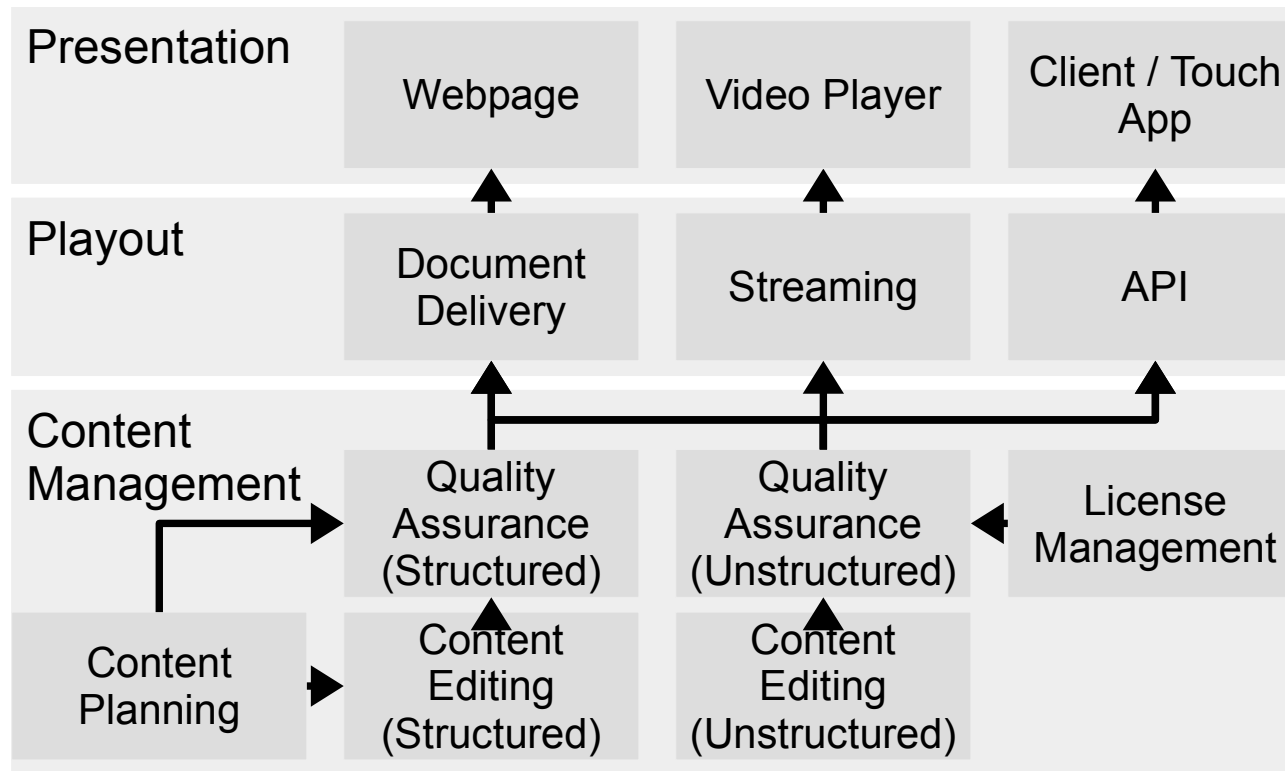 Presentation
Webpage
Video Player
Client / Touch
App
Playout
Document
Delivery
Streaming
API
Content
Management
Quality
Assurance
(Structured)
Quality
Assurance
(Unstructured)
License
Management
Content
Planning
Content
Editing
(Structured)
Content
Editing
(Unstructured)